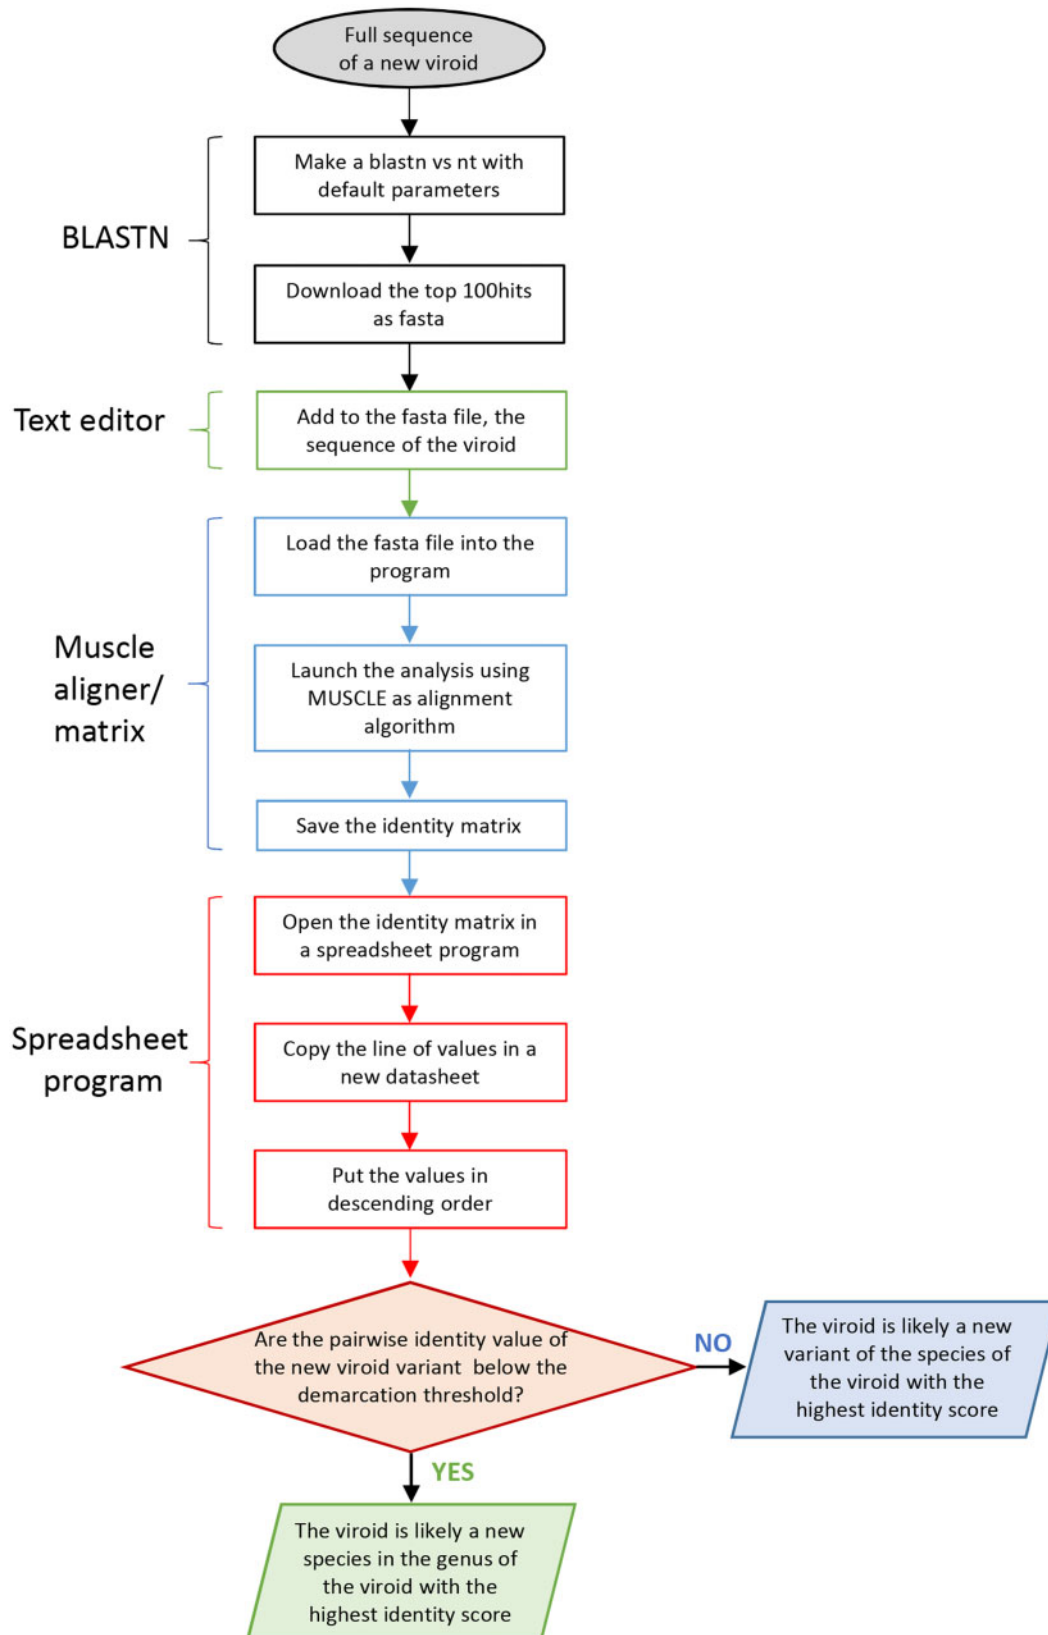 Full sequence
of a new viroid
BLASTN
Make a blastn vs nt with
default parameters
Download the top 100hits
as fasta
Text editor
Add to the fasta file, the
sequence of the viroid
Muscle
aligner/
matrix
Load the fasta file into the
program
Launch the analysis using
MUSCLE as alignment
algorithm
Save the identity matrix
Spreadsheet
program
Open the identity matrix in
a spreadsheet program
Copy the line of values in a
new datasheet
Put the values in
descending order
Are the pairwise identity value of
the new viroid variant below the
demarcation threshold?
NO
The viroid is likely a new
variant of the species of
the viroid with the
highest identity score
YES
The viroid is likely a new
species in the genus of
the viroid with the
highest identity score